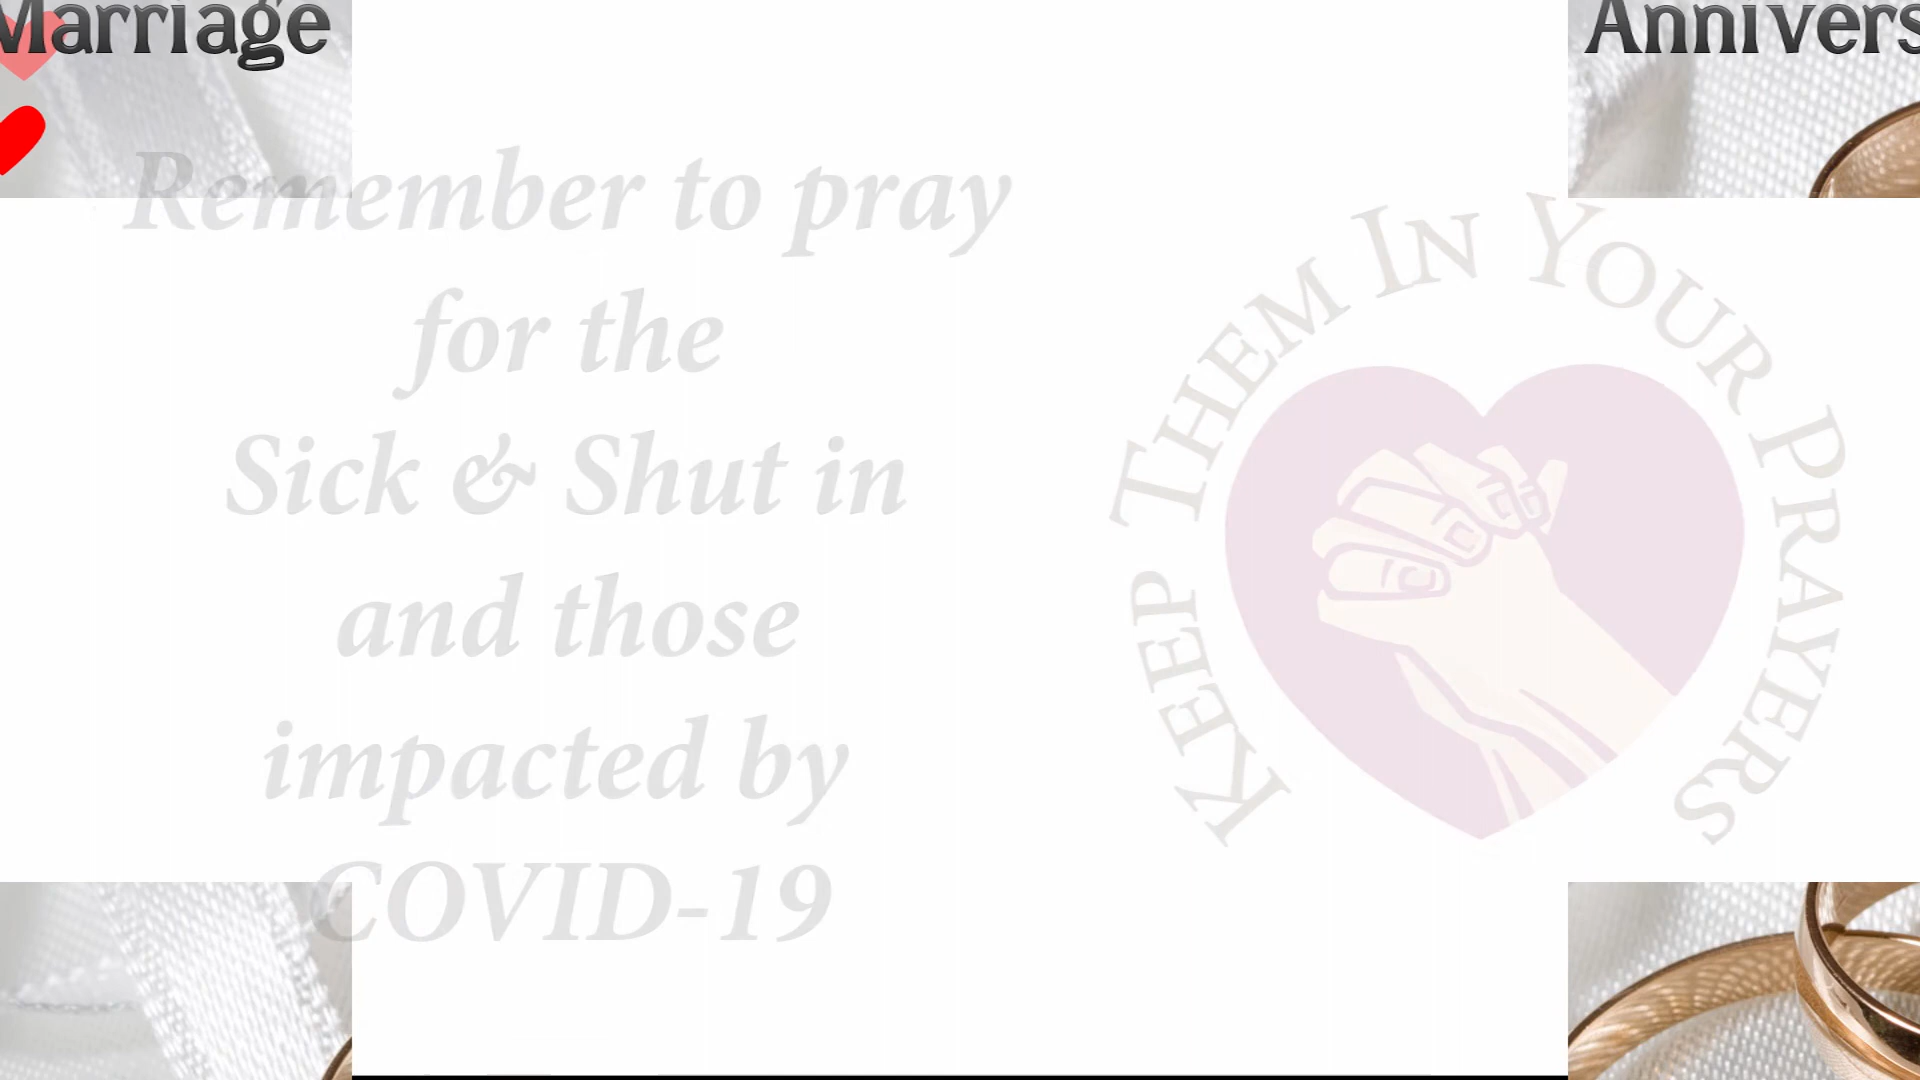 Marriage
Annivers
Remember to pray
for the
Sick & Shut in
and those
impacted by
COVID-19
KEEP THEM IN YOUR PRAYERS